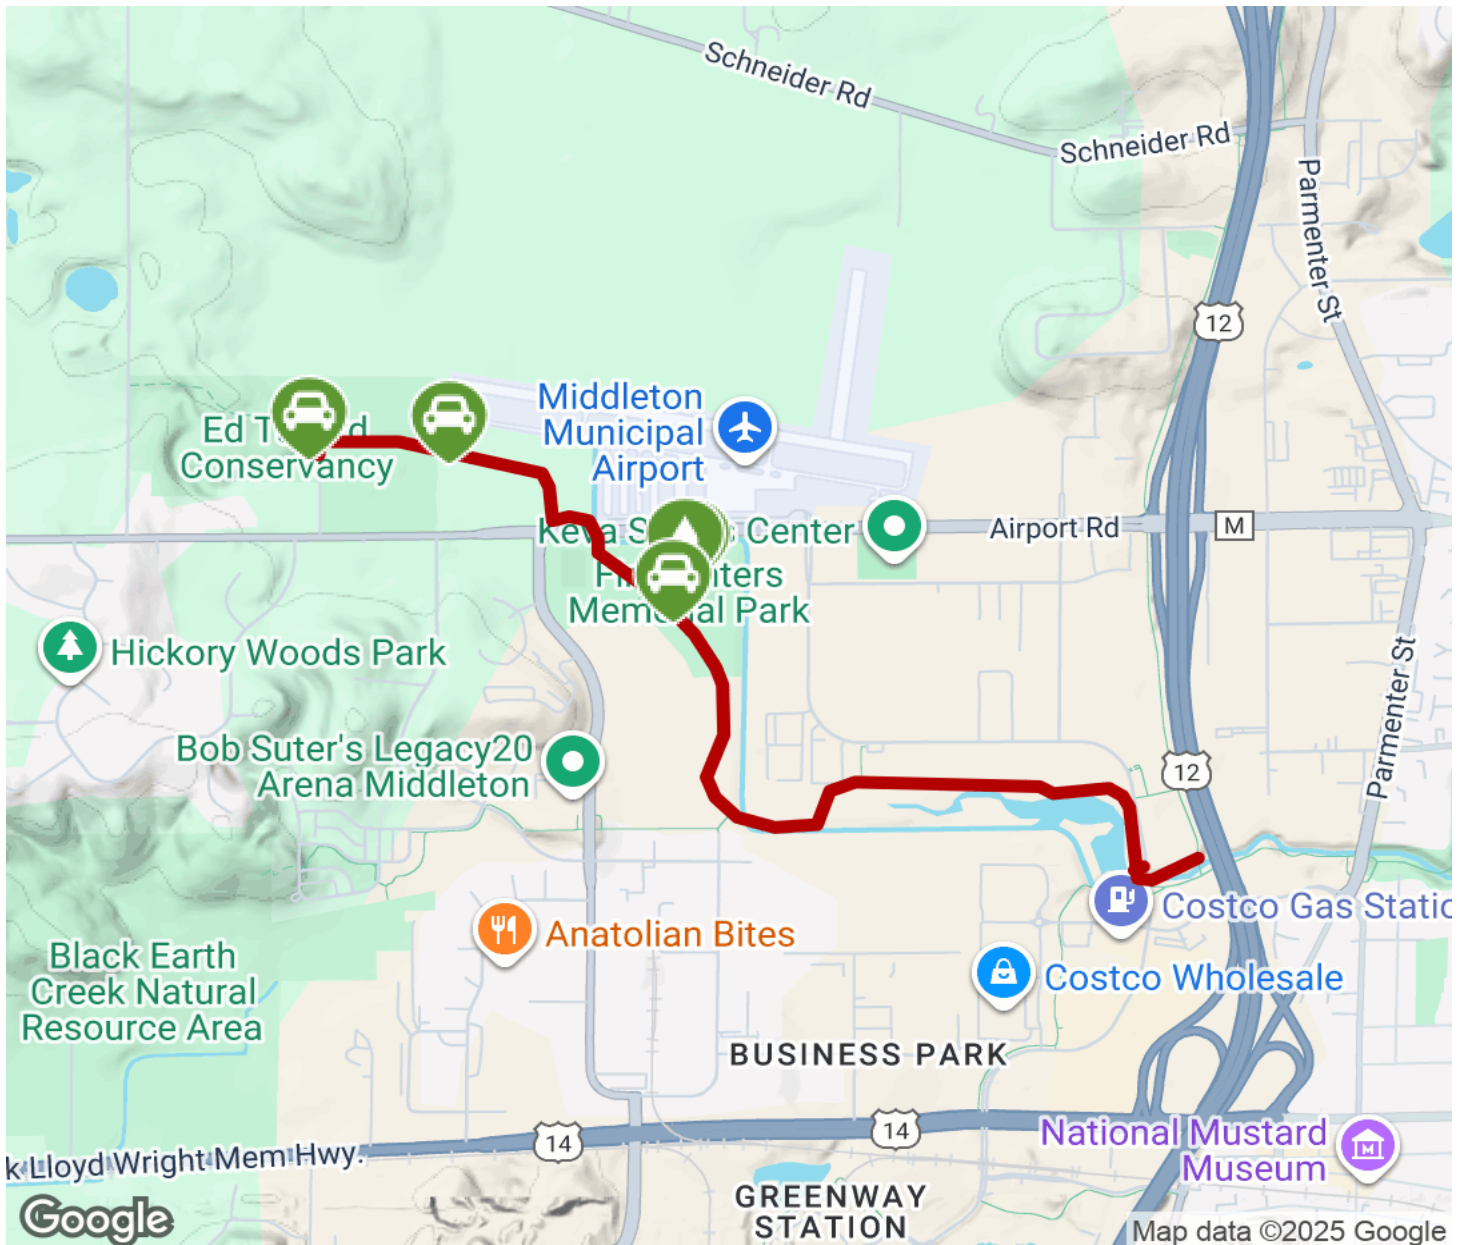 Schneider Rd
Schneider Rd
Parmenter St
12
Middleton
Municipal
Airport
Conservancy
Center
Airport Rd
M
Park
Hickory Woods Park
Parmenter St
Bob Suter's Legacy20
Arena Middleton
12
Costco Gas Static
Anatolian Bites
Black Earth
Creek Natural
Resource Area
Costco Wholesale
BUSINESS PARK
14
14
National Mustard
Museum
M
k Lloyd Wright Mem Hwy.
GREENWAY
STATION
Google
Map data ©2025 Google